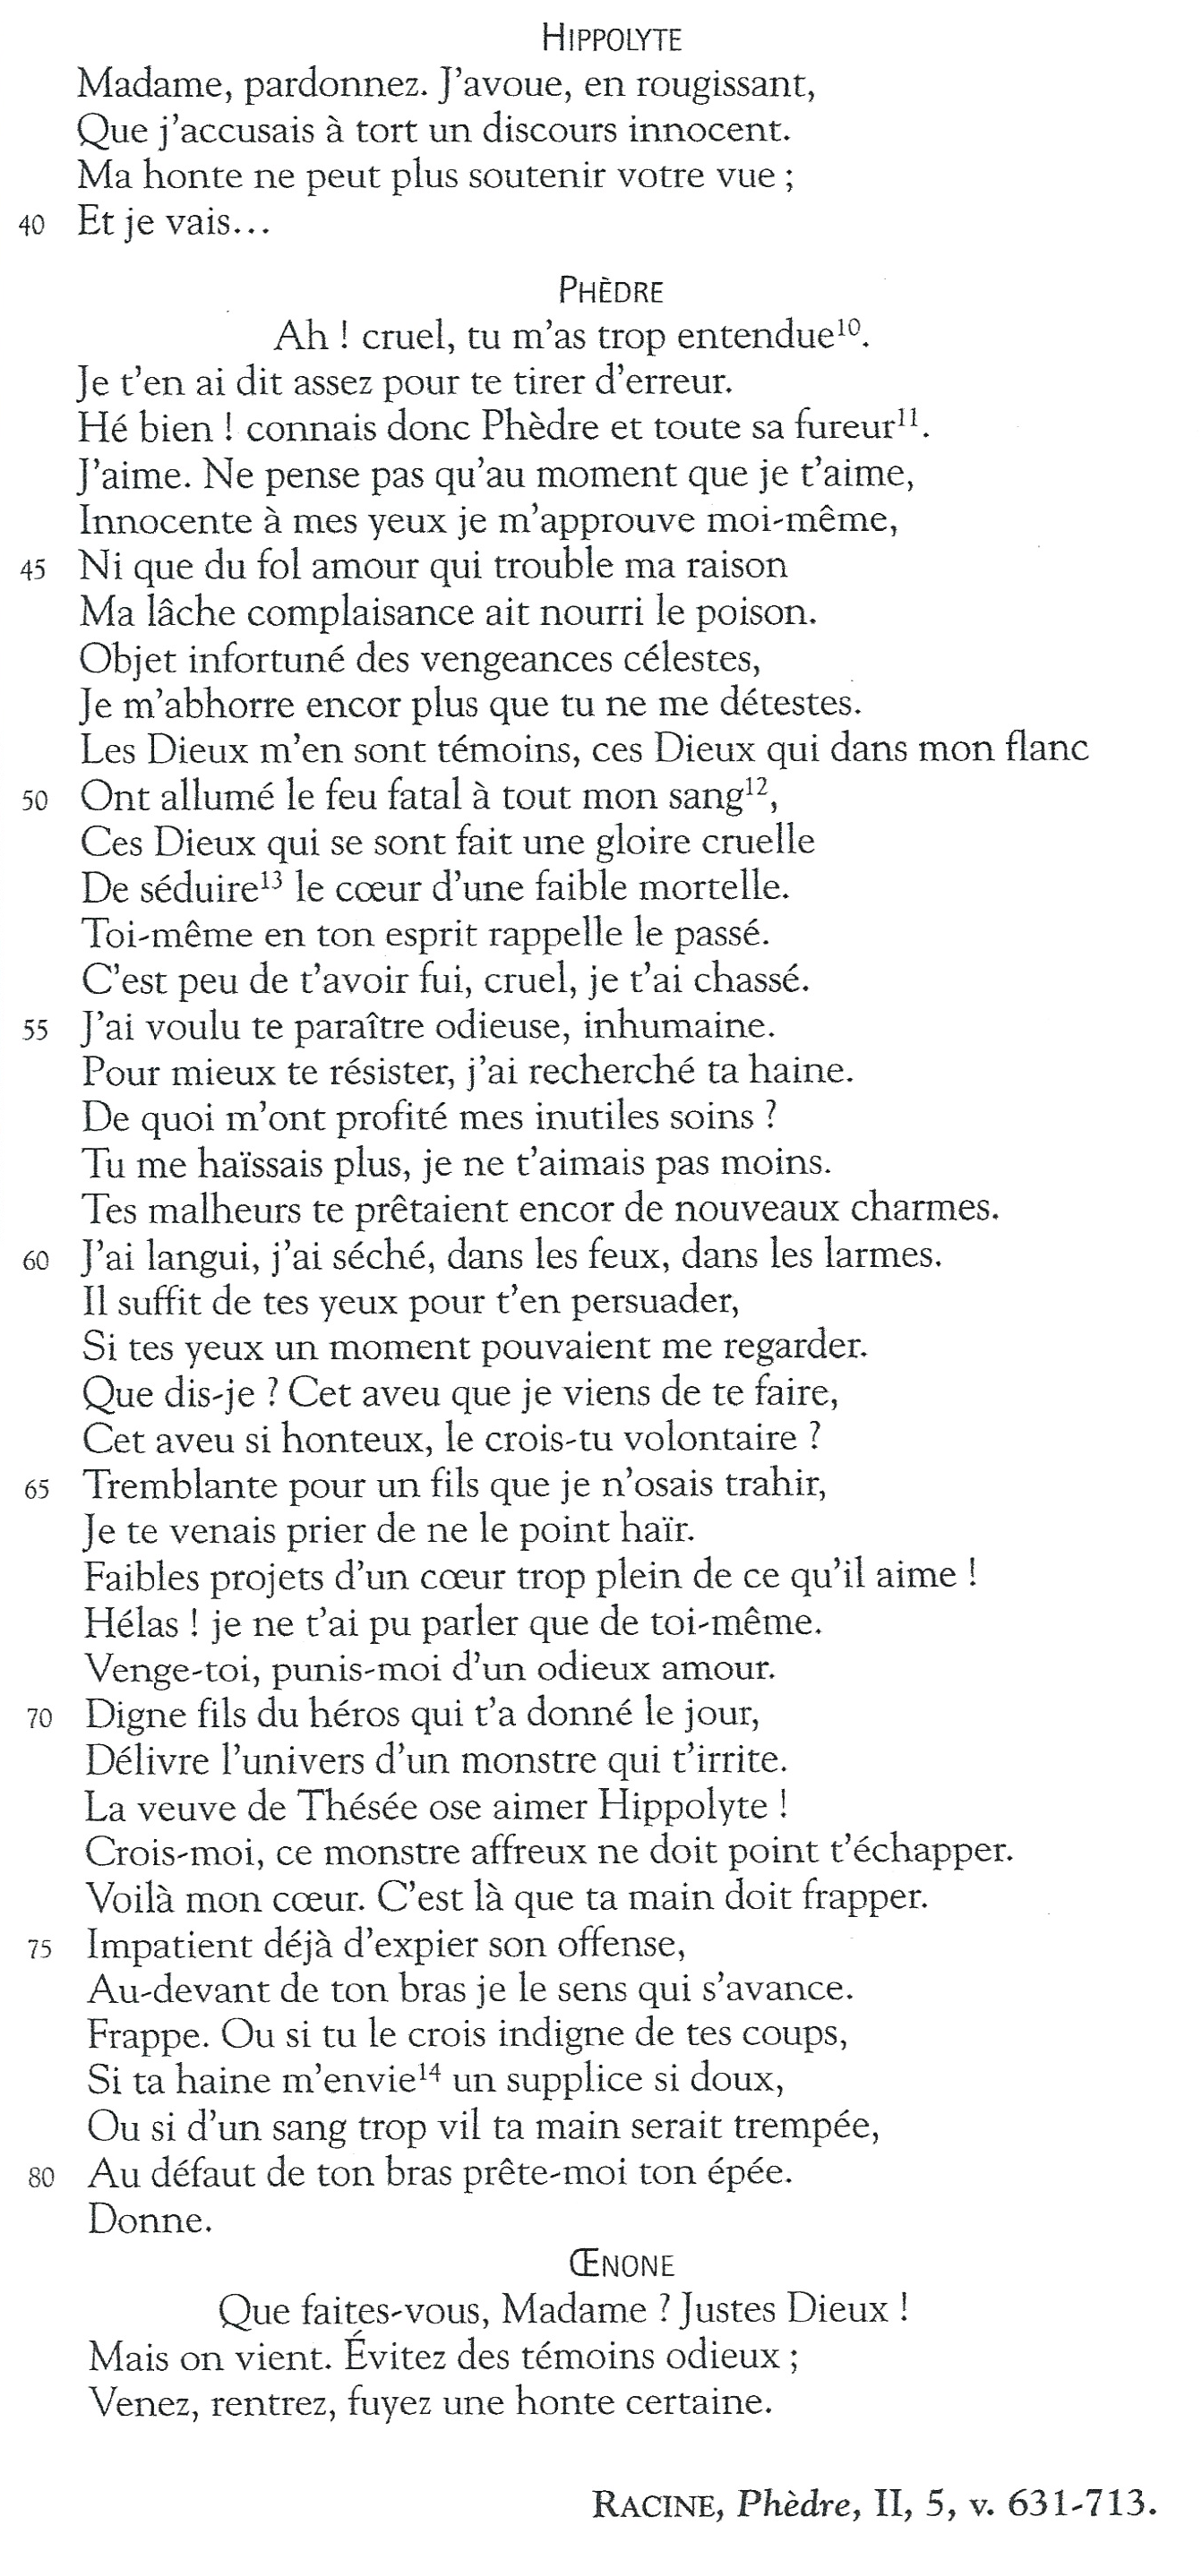 HIPPOLYTE
Madame, pardonnez. J'avoue, en rougissant,
Que j'accusais à tort un discours innocent.
Ma honte ne peut plus soutenir votre vue ;
40 Et je vais...
PHÈDRE
Ah ! cruel, tu m'as trop entendue¹⁰.
Je t'en ai dit assez pour te tirer d'erreur.
Hé bien ! connais donc Phèdre et toute sa fureur¹¹.
J'aime. Ne pense pas qu'au moment que je t'aime,
Innocente à mes yeux je m'approuve moi-même,
45 Ni que du fol amour qui trouble ma raison
Ma lâche complaisance ait nourri le poison.
Objet infortuné des vengeances célestes,
Je m'abhorre encor plus que tu ne me détestes.
Les Dieux m'en sont témoins, ces Dieux qui dans mon flanc
50 Ont allumé le feu fatal à tout mon sang¹²,
Ces Dieux qui se sont fait une gloire cruelle
De séduire¹³ le cœur d'une faible mortelle.
Toi-même en ton esprit rappelle le passé.
C'est peu de t'avoir fui, cruel, je t'ai chassé.
55 J'ai voulu te paraître odieuse, inhumaine.
Pour mieux te résister, j'ai recherché ta haine.
De quoi m'ont profité mes inutiles soins ?
Tu me haïssais plus, je ne t'aimais pas moins.
Tes malheurs te prêtaient encor de nouveaux charmes.
60 J'ai langui, j'ai séché, dans les feux, dans les larmes.
Il suffit de tes yeux pour t'en persuader,
Si tes yeux un moment pouvaient me regarder.
Que dis-je ? Cet aveu que je viens de te faire,
Cet aveu si honteux, le crois-tu volontaire ?
65 Tremblante pour un fils que je n'osais trahir,
Je te venais prier de ne le point haïr.
Faibles projets d'un cœur trop plein de ce qu'il aime !
Hélas ! je ne t'ai pu parler que de toi-même.
Venge-toi, punis-moi d'un odieux amour.
70 Digne fils du héros qui t'a donné le jour,
Délivre l'univers d'un monstre qui t'irrite.
La veuve de Thésée ose aimer Hippolyte !
Crois-moi, ce monstre affreux ne doit point t'échapper.
Voilà mon cœur. C'est là que ta main doit frapper.
75 Impatient déjà d'expier son offense,
Au-devant de ton bras je le sens qui s'avance.
Frappe. Ou si tu le crois indigne de tes coups,
Si ta haine m'envie¹⁴ un supplice si doux,
Ou si d'un sang trop vil ta main serait trempée,
80 Au défaut de ton bras prête-moi ton épée.
Donne.
ŒNONE
Que faites-vous, Madame ? Justes Dieux !
Mais on vient. Évitez des témoins odieux ;
Venez, rentrez, fuyez une honte certaine.
RACINE, Phèdre, II, 5, v. 631-713.